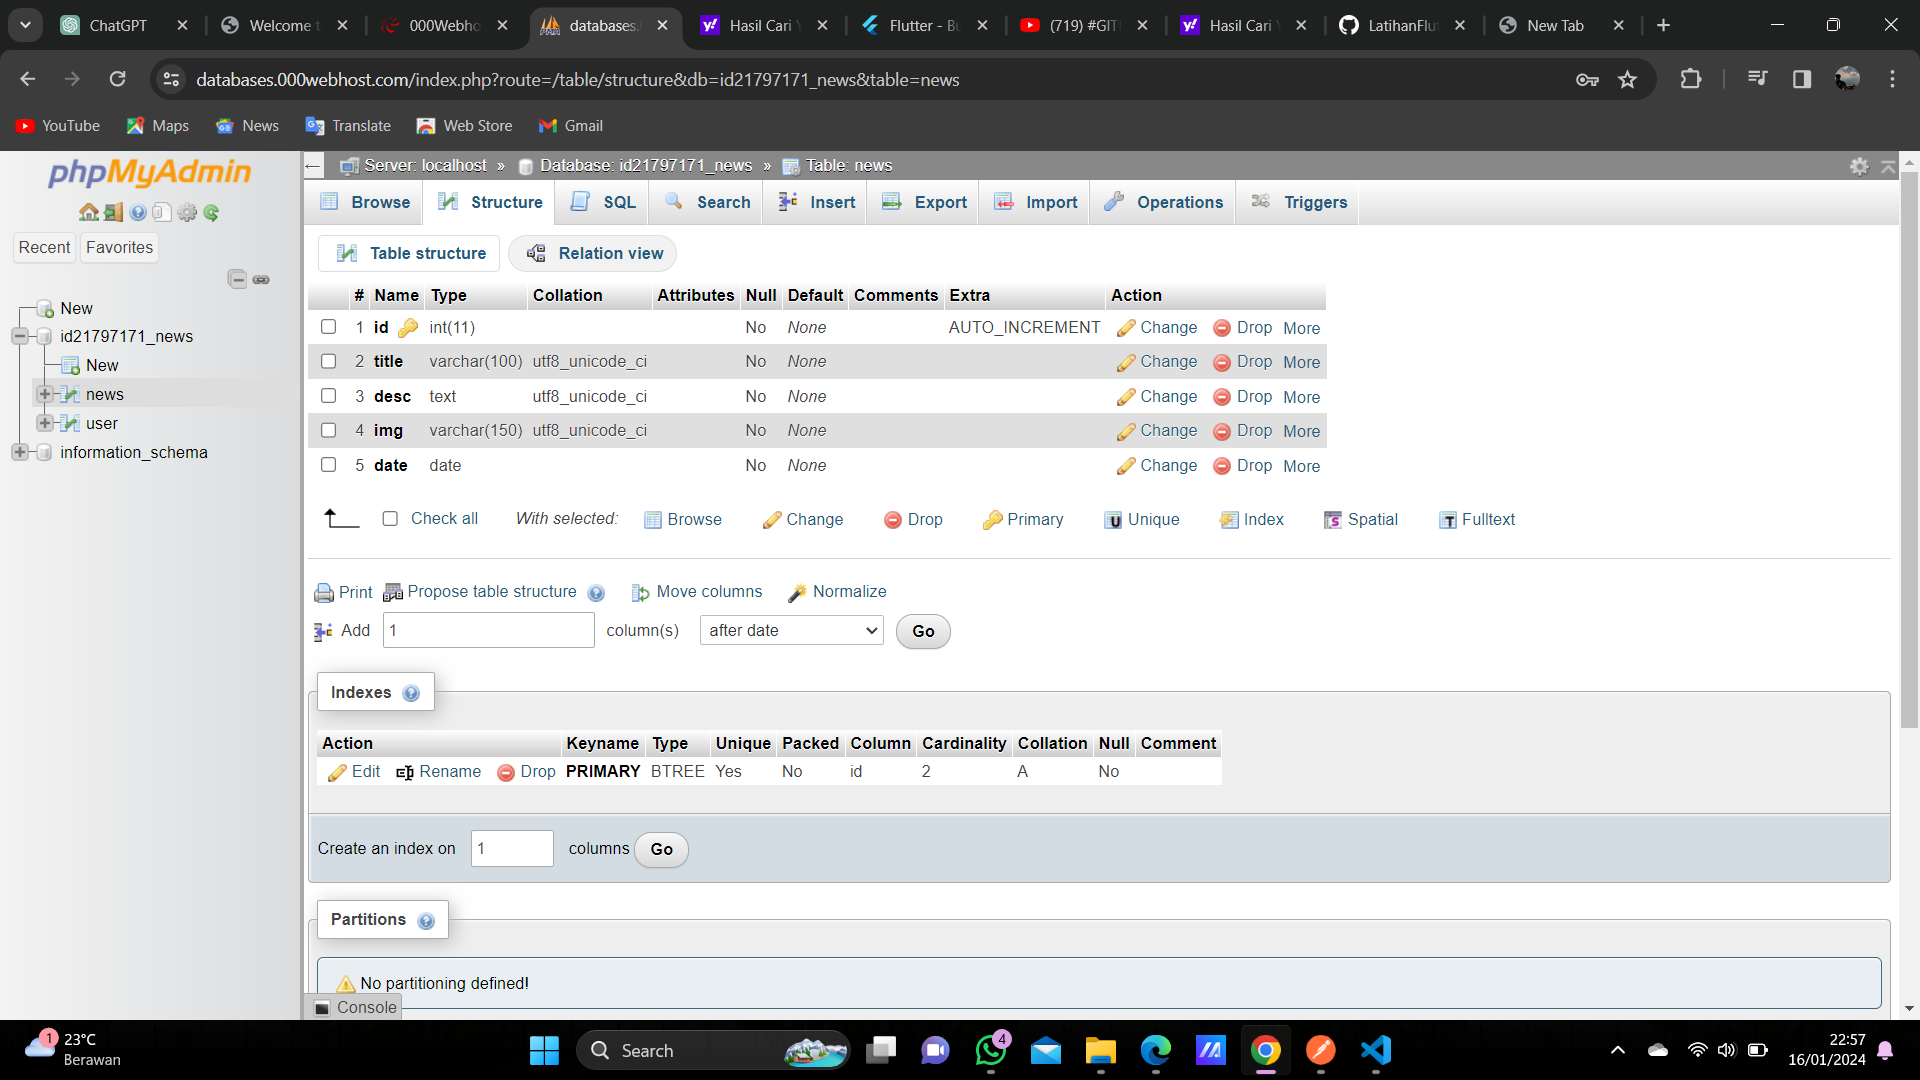 ChatGPT
Welcome t
000Webho
databases.
Hasil Cari Y
Flutter - Bu
(719) #GITH
Hasil Cari Y
LatihanFlut
New Tab
databases.000webhost.com/index.php?route=/table/structure&db=id21797171_news&table=news
YouTube Maps News Translate Web Store Gmail
phpMyAdmin
Recent Favorites
New
id21797171_news
New
news
user
information_schema
Server: localhost » Database: id21797171_news » Table: news
Browse Structure SQL Search Insert Export Import Operations Triggers
Table structure Relation view
# Name Type Collation Attributes Null Default Comments Extra Action
1 id int(11) No None AUTO_INCREMENT Change Drop More
2 title varchar(100) utf8_unicode_ci No None Change Drop More
3 desc text utf8_unicode_ci No None Change Drop More
4 img varchar(150) utf8_unicode_ci No None Change Drop More
5 date date No None Change Drop More
Check all With selected: Browse Change Drop Primary Unique Index Spatial Fulltext
Print Propose table structure Move columns Normalize
Add 1 column(s) after date Go
Indexes
Action Keyname Type Unique Packed Column Cardinality Collation Null Comment
Edit Rename Drop PRIMARY BTREE Yes No id 2 A No
Create an index on 1 columns Go
Partitions
No partitioning defined!
Console
1
23°C
Berawan
Search
4
22:57
16/01/2024